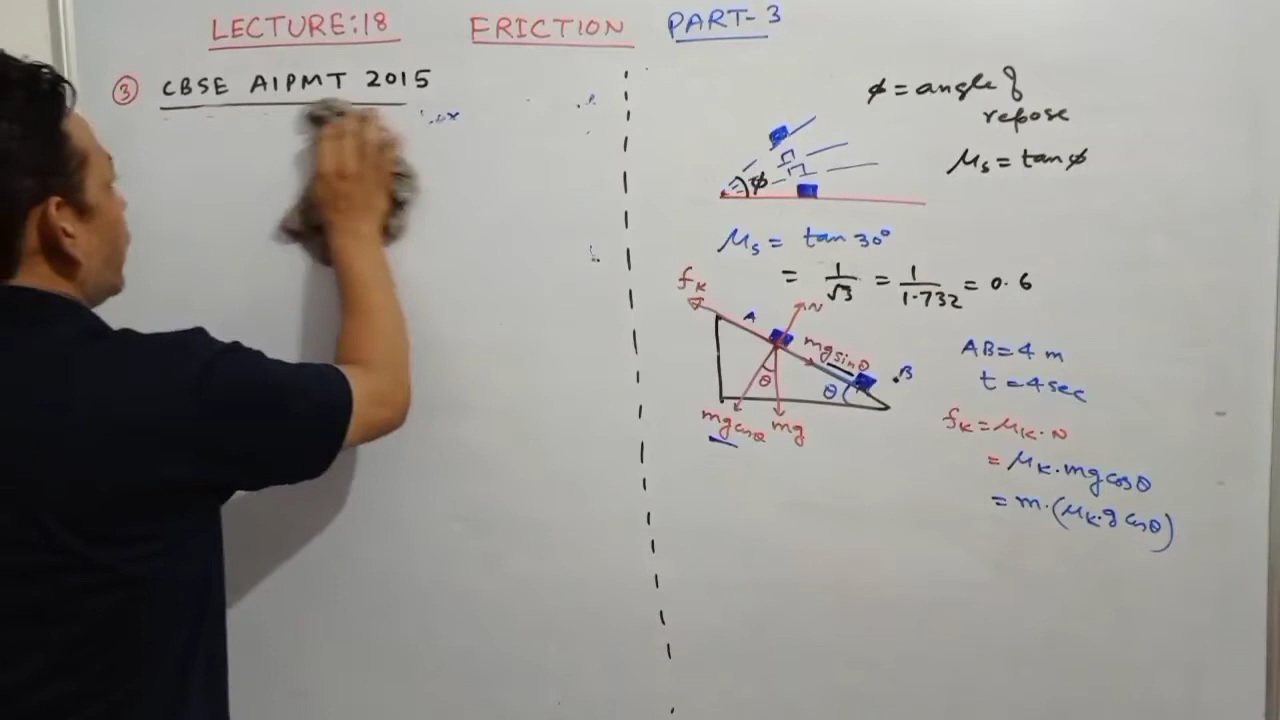 LECTURE:18 FRICTION PART-3
③ CBSE AIPMT 2015
ϕ = angle of
repose
μs = tanϕ
ϕ
μs = tan 30°
= 1/√3 = 1/1.732 = 0.6
fK
A
N
mg sinθ
B
θ
θ
mg cosθ
mg
AB = 4 m
t = 4 sec
fK = μK.N
= μK.mg cosθ
= m.(μK.g cosθ)